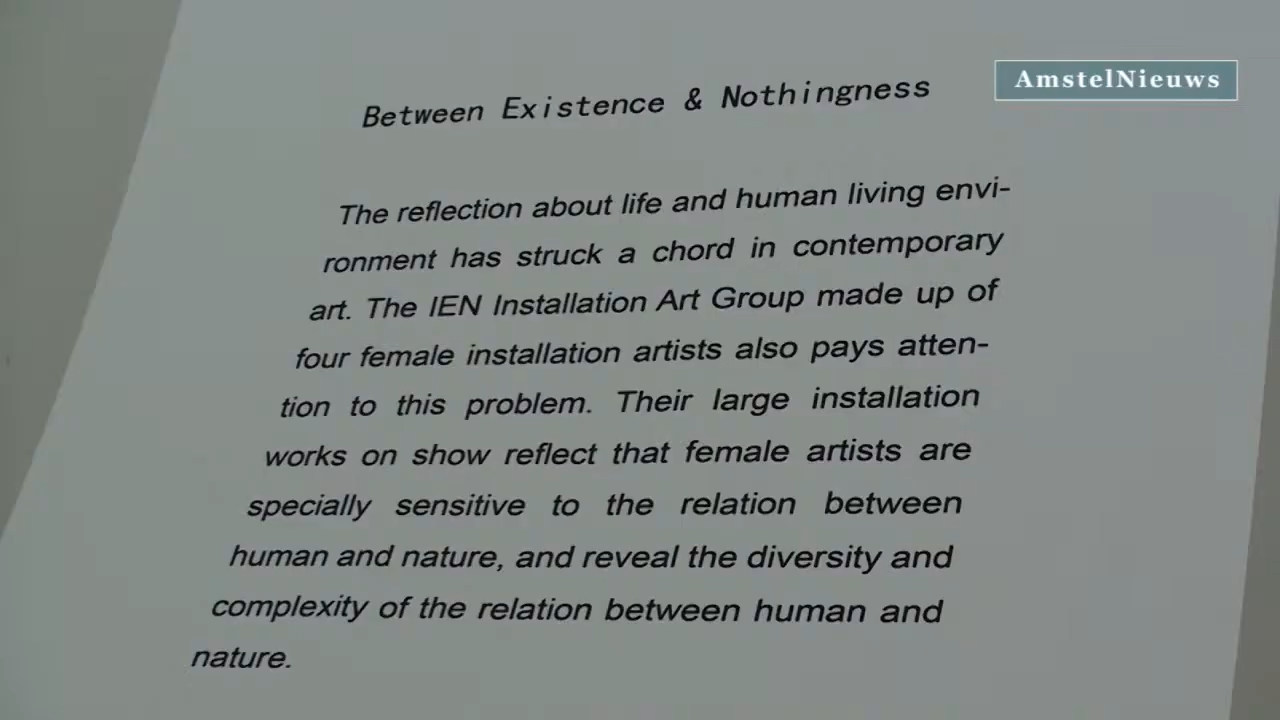 AmstelNieuws
Between Existence & Nothingness
The reflection about life and human living envi-
ronment has struck a chord in contemporary
art. The IEN Installation Art Group made up of
four female installation artists also pays atten-
tion to this problem. Their large installation
works on show reflect that female artists are
specially sensitive to the relation between
human and nature, and reveal the diversity and
complexity of the relation between human and
nature.